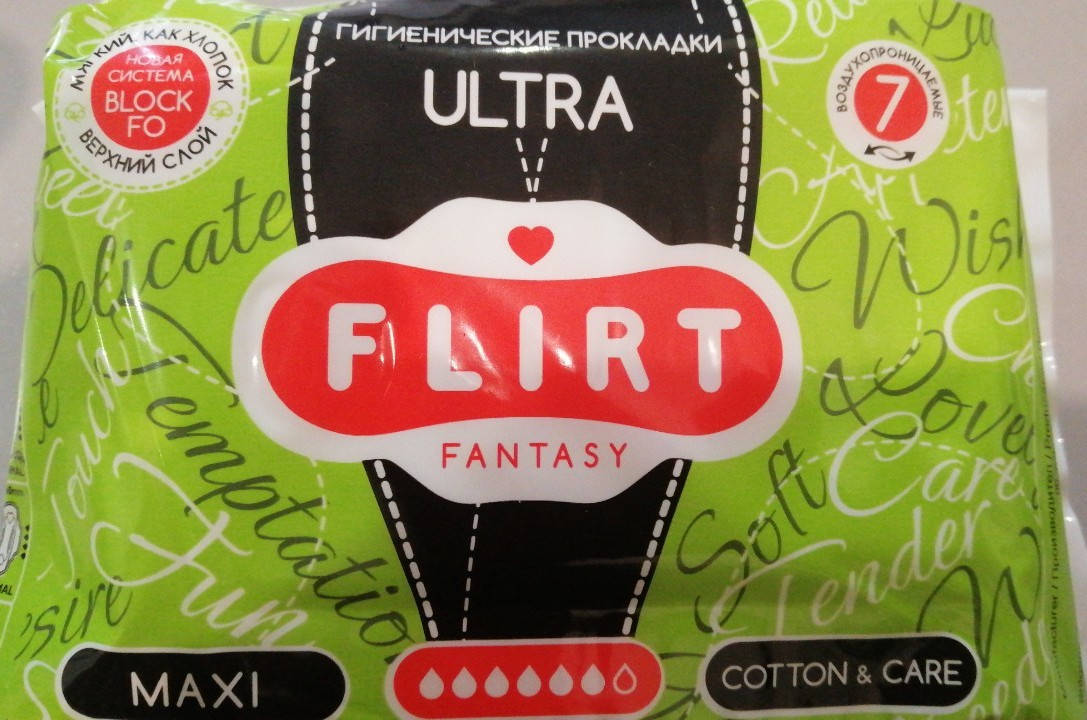 ГИГИЕНИЧЕСКИЕ ПРОКЛАДКИ
ULTRA
МЯГКИЙ, КАК ХЛОПОК
НОВАЯ
СИСТЕМА
BLOCK
FO
ВЕРХНИЙ СЛОЙ
ВОЗДУХОПРОНИЦАЕМЫЕ
7
FLIRT
FANTASY
Delicate
Touch
Temptation
Fun
Wish
Love
Care
Soft
Tender
MAXI
COTTON & CARE